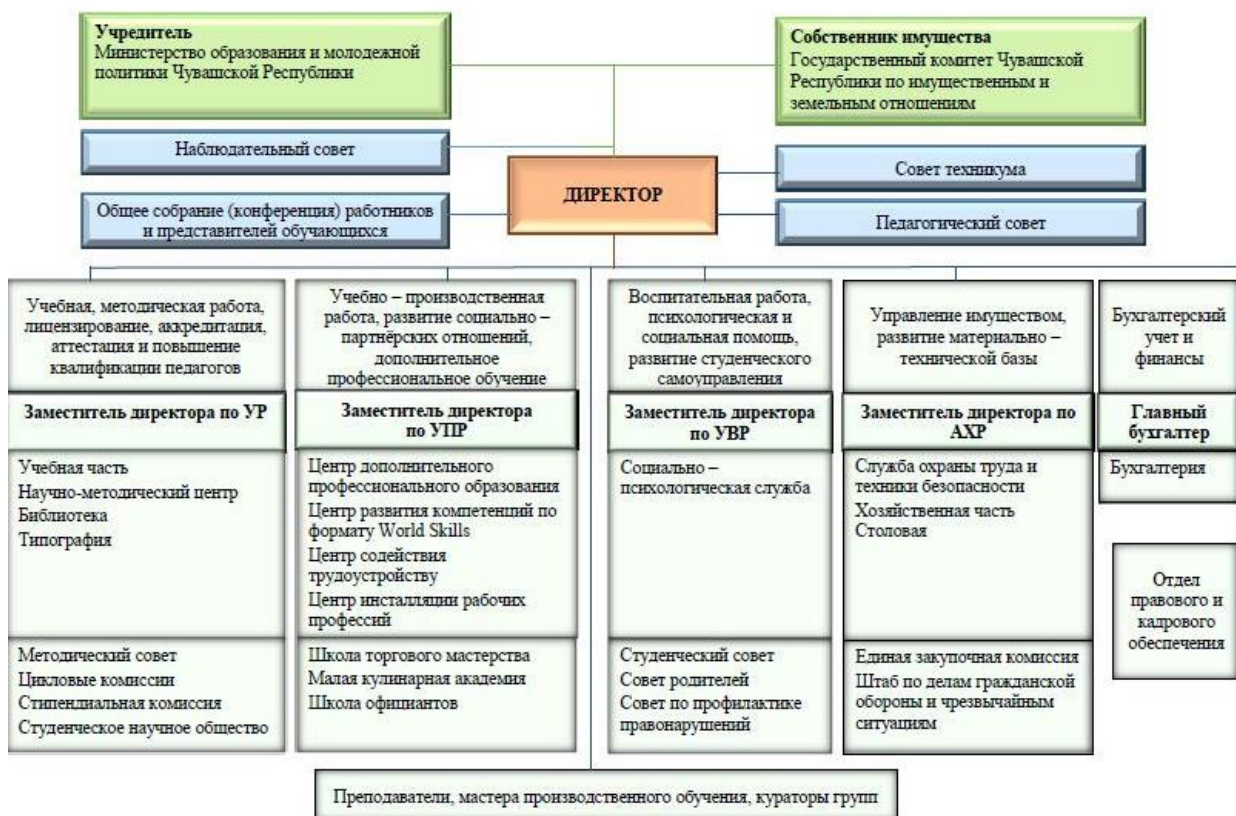 Учредитель
Министерство образования и молодежной
политики Чувашской Республики
Собственник имущества
Государственный комитет Чувашской
Республики по имущественным и
земельным отношениям
Наблюдательный совет
Совет техникума
ДИРЕКТОР
Общее собрание (конференция) работников
и представителей обучающихся
Педагогический совет
Учебная, методическая работа,
лицензирование, аккредитация,
аттестация и повышение
квалификации педагогов
Учебно – производственная
работа, развитие социально –
партнёрских отношений,
дополнительное
профессиональное обучение
Воспитательная работа,
психологическая и
социальная помощь,
развитие студенческого
самоуправления
Управление имуществом,
развитие материально –
технической базы
Бухгалтерский
учет и
финансы
Заместитель директора по УР
Заместитель директора
по УПР
Заместитель директора
по УВР
Заместитель директора по
АХР
Главный
бухгалтер
Учебная часть
Научно-методический центр
Библиотека
Типография
Центр дополнительного
профессионального образования
Центр развития компетенций по
формату World Skills
Центр содействия
трудоустройству
Центр инсталляции рабочих
профессий
Социально –
психологическая служба
Служба охраны труда и
техники безопасности
Хозяйственная часть
Столовая
Бухгалтерия
Отдел
правового и
кадрового
обеспечения
Методический совет
Цикловые комиссии
Стипендиальная комиссия
Студенческое научное общество
Школа торгового мастерства
Малая кулинарная академия
Школа официантов
Студенческий совет
Совет родителей
Совет по профилактике
правонарушений
Единая закупочная комиссия
Штаб по делам гражданской
обороны и чрезвычайным
ситуациям
Преподаватели, мастера производственного обучения, кураторы групп